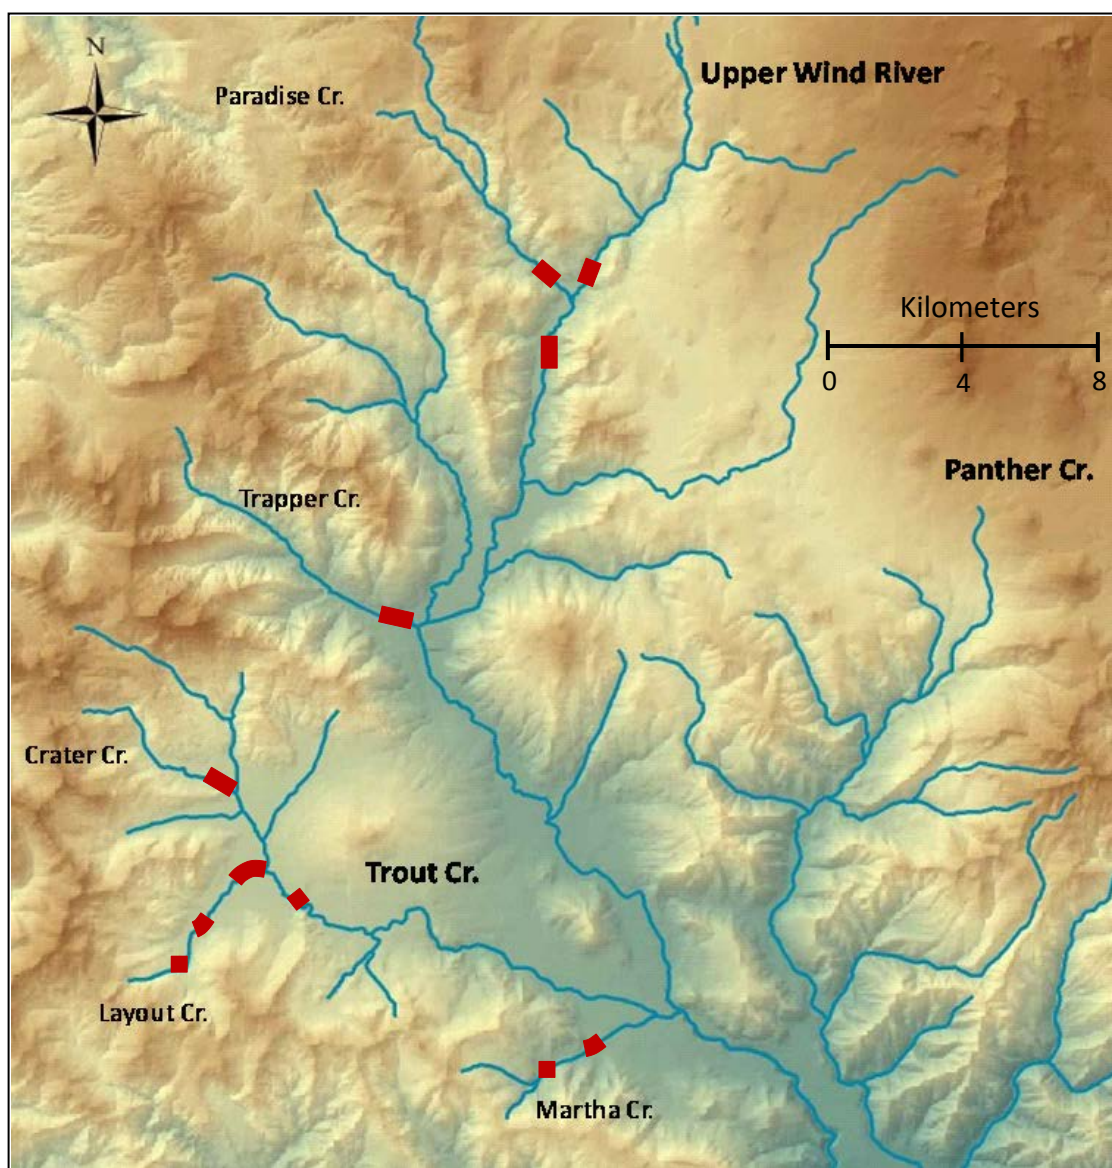 N
Upper Wind River
Paradise Cr.
Kilometers
0 4 8
Panther Cr.
Trapper Cr.
Crater Cr.
Trout Cr.
Layout Cr.
Martha Cr.